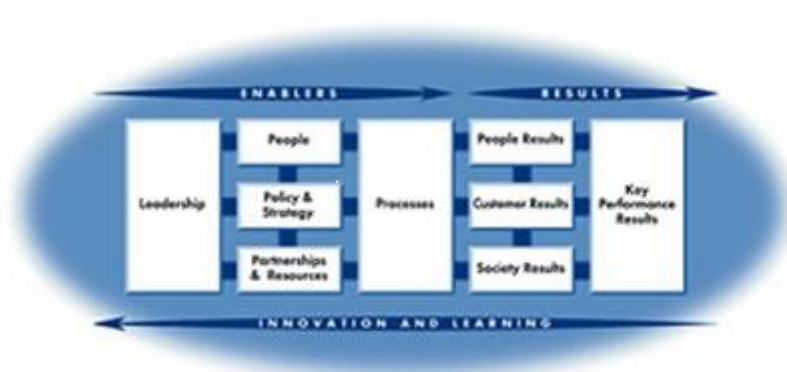 ENABLERS
RESULTS
Leadership
People
Policy &
Strategy
Partnerships
& Resources
Processes
People Results
Customer Results
Society Results
Key
Performance
Results
INNOVATION AND LEARNING